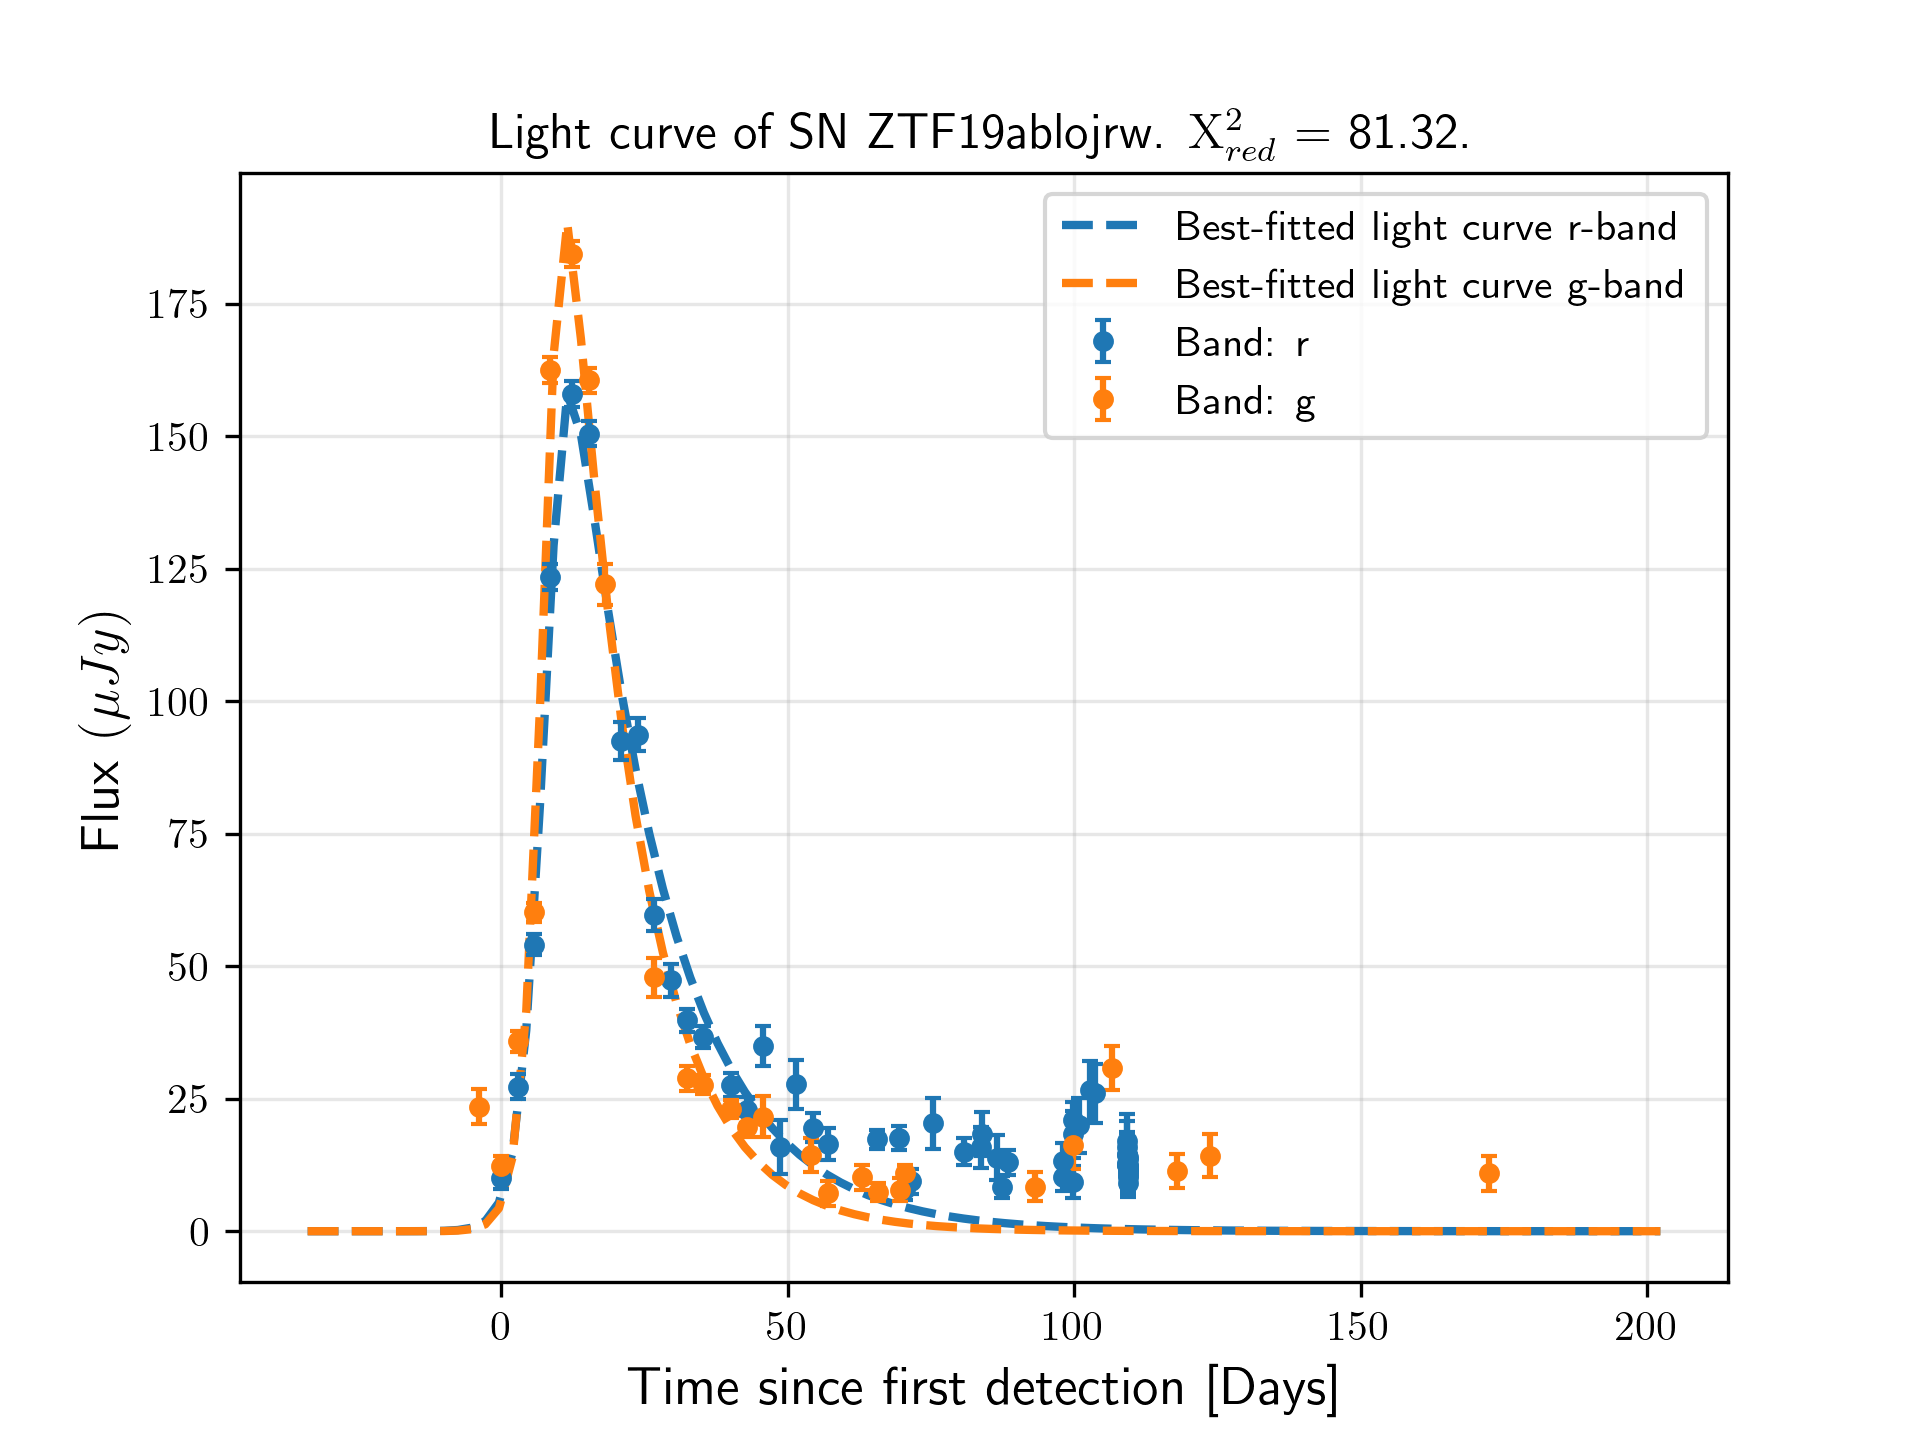 Light curve of SN ZTF19ablojrw. X²_red = 81.32.
Best-fitted light curve r-band
Best-fitted light curve g-band
Band: r
Band: g
Flux (μJy)
175
150
125
100
75
50
25
0
0 50 100 150 200
Time since first detection [Days]